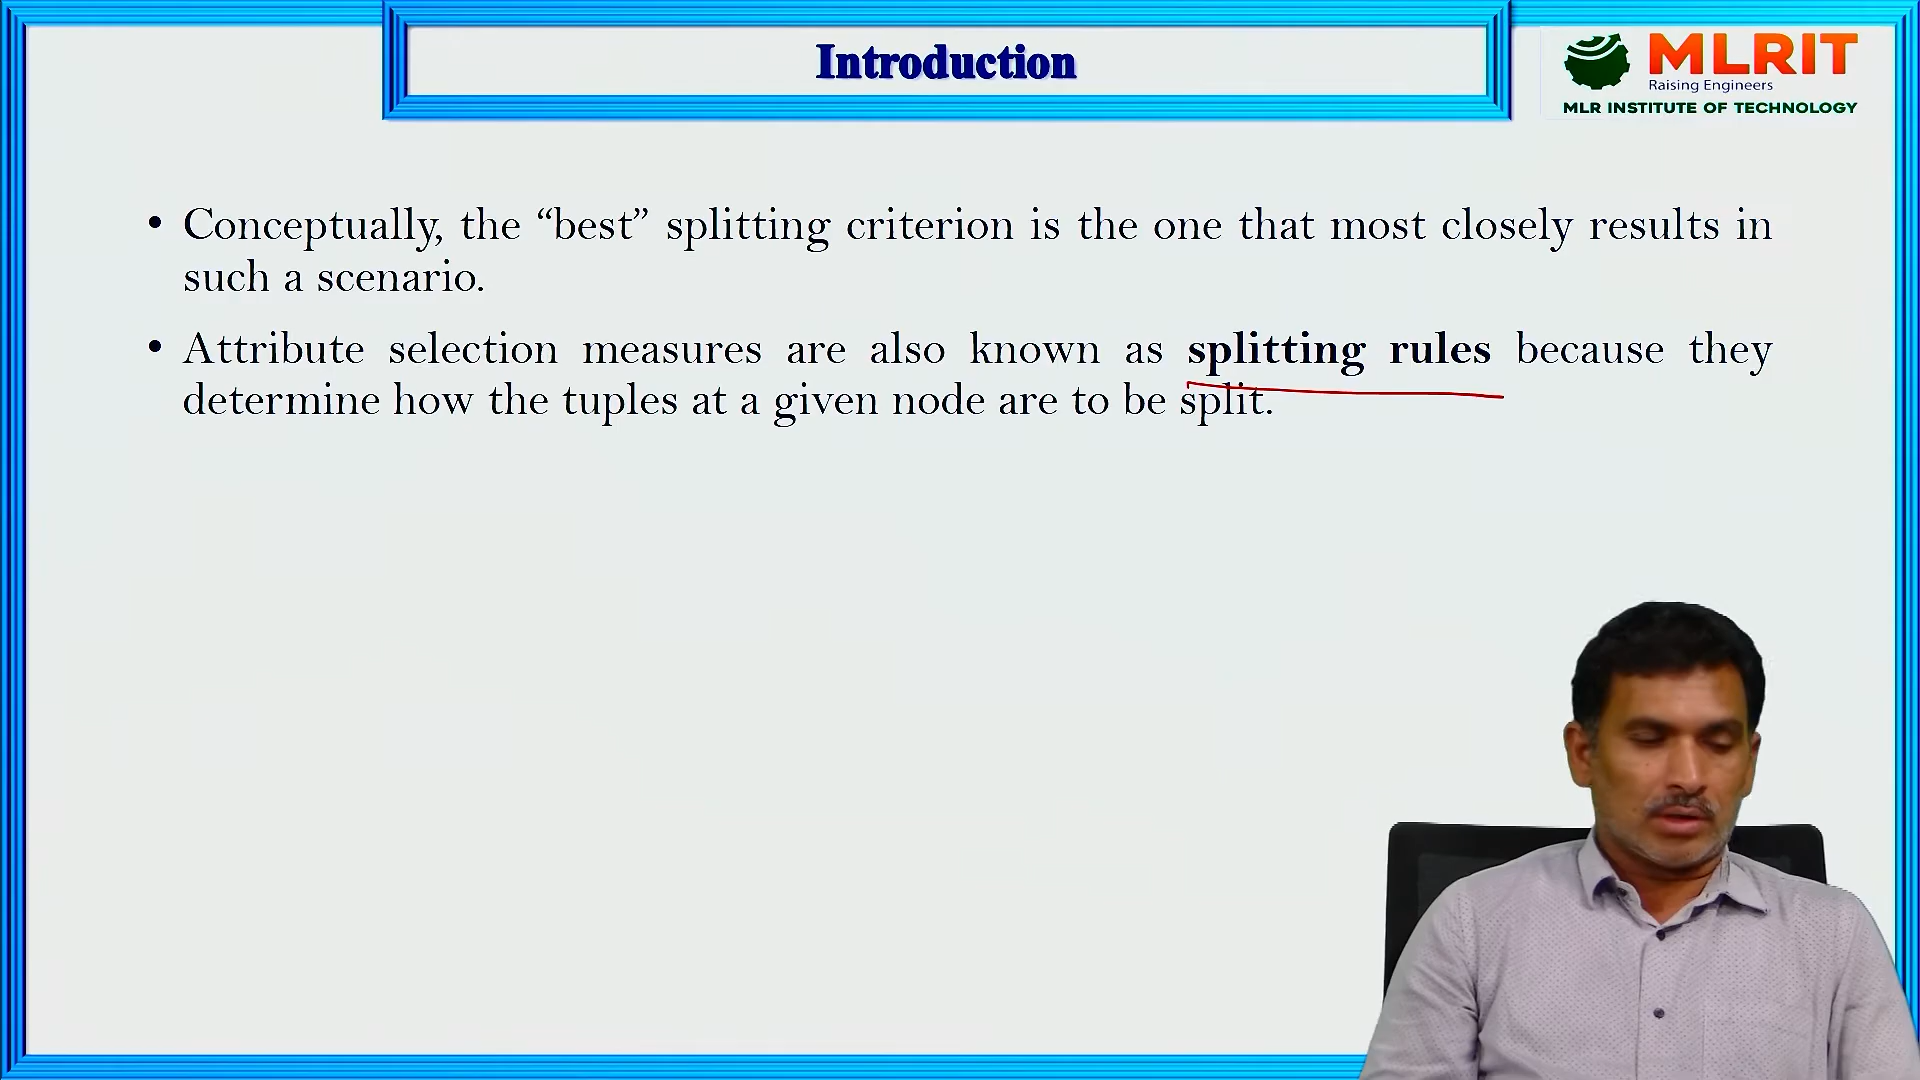 Introduction
MLRIT
Raising Engineers
MLR INSTITUTE OF TECHNOLOGY
• Conceptually, the “best” splitting criterion is the one that most closely results in
such a scenario.
• Attribute selection measures are also known as splitting rules because they
determine how the tuples at a given node are to be split.